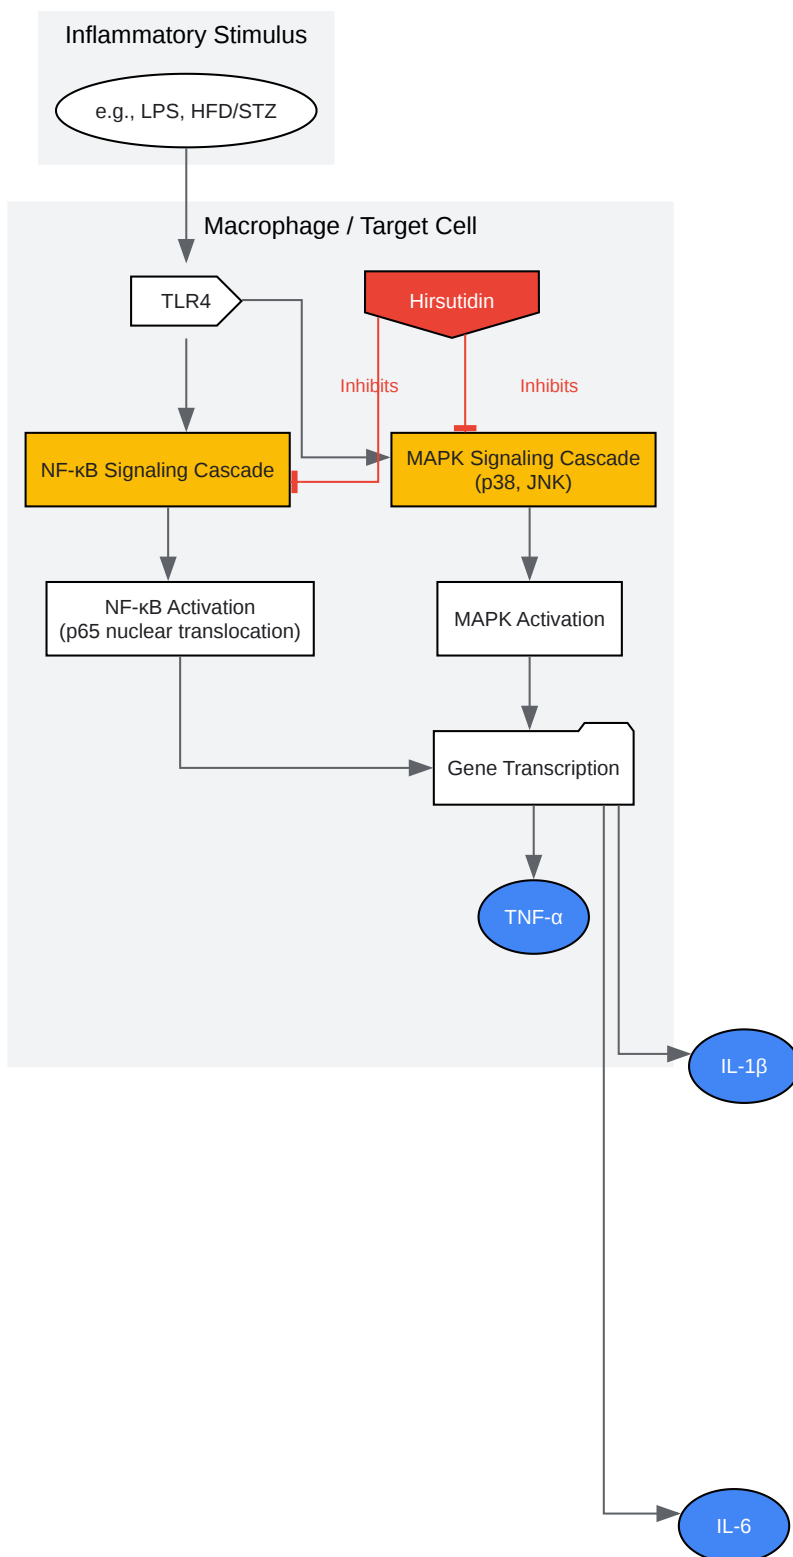 Inflammatory Stimulus
e.g., LPS, HFD/STZ
Macrophage / Target Cell
TLR4
Hirsutidin
Inhibits
Inhibits
NF-κB Signaling Cascade
MAPK Signaling Cascade
(p38, JNK)
NF-κB Activation
(p65 nuclear translocation)
MAPK Activation
Gene Transcription
TNF-α
IL-1β
IL-6